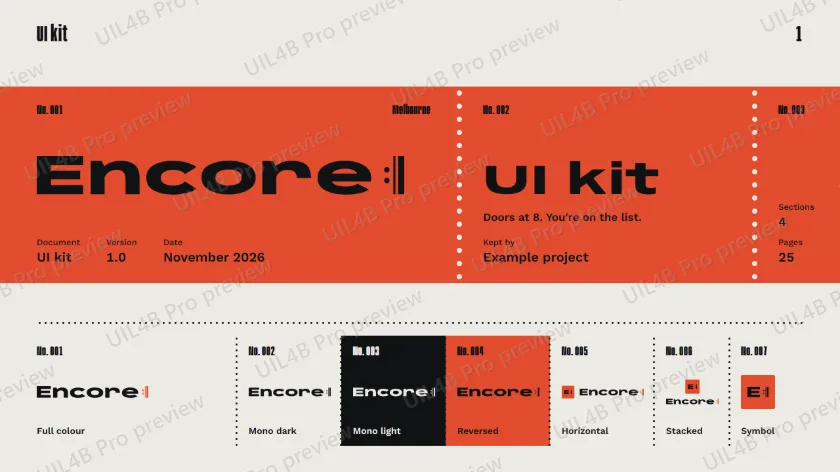 UI kit
1
No. 001
Melbourne
No. 002
No. 003
Encore
UI kit
Doors at 8. You're on the list.
Sections
4
Document
Version
Date
Kept by
Pages
UI kit
1.0
November 2026
Example project
25
No. 001
No. 002
No. 003
No. 004
No. 005
No. 006
No. 007
Encore
Encore
Encore
Encore
E
Encore
E
Encore
E
Full colour
Mono dark
Mono light
Reversed
Horizontal
Stacked
Symbol
UIL4B Pro preview